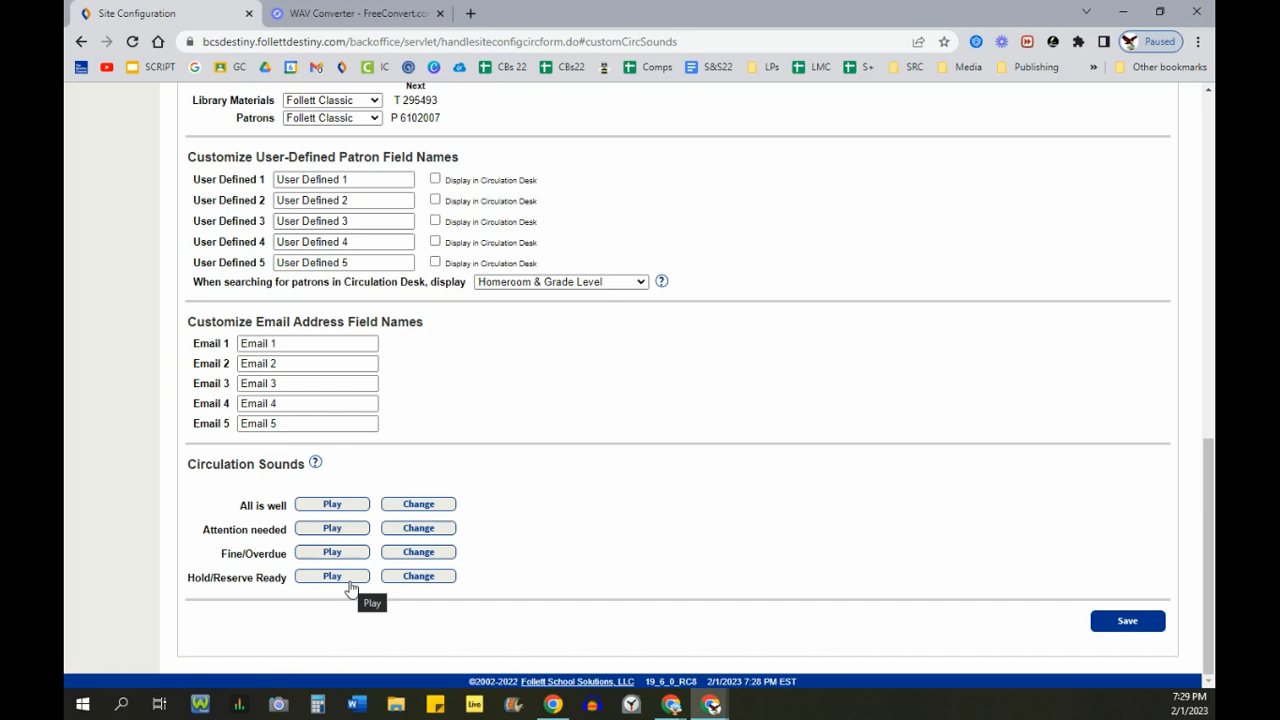 Site Configuration
WAV Converter - FreeConvert.co
bcsdestiny.follettdestiny.com/backoffice/servlet/handlesiteconfigcircform.do#customCircSounds
Paused
SCRIPT
GC
IC
CBs 22
CBs22
Comps
S&S22
LPs
LMC
S+
SRC
Media
Publishing
»
Other bookmarks
Next
Library Materials Follett Classic T 295493
Patrons Follett Classic P 6102007
Customize User-Defined Patron Field Names
User Defined 1 User Defined 1 Display in Circulation Desk
User Defined 2 User Defined 2 Display in Circulation Desk
User Defined 3 User Defined 3 Display in Circulation Desk
User Defined 4 User Defined 4 Display in Circulation Desk
User Defined 5 User Defined 5 Display in Circulation Desk
When searching for patrons in Circulation Desk, display Homeroom & Grade Level ?
Customize Email Address Field Names
Email 1 Email 1
Email 2 Email 2
Email 3 Email 3
Email 4 Email 4
Email 5 Email 5
Circulation Sounds ?
All is well Play Change
Attention needed Play Change
Fine/Overdue Play Change
Hold/Reserve Ready Play Change
Play
Save
©2002-2022 Follett School Solutions, LLC 19_6_0_RC8 2/1/2023 7:28 PM EST
Live
7:29 PM
2/1/2023